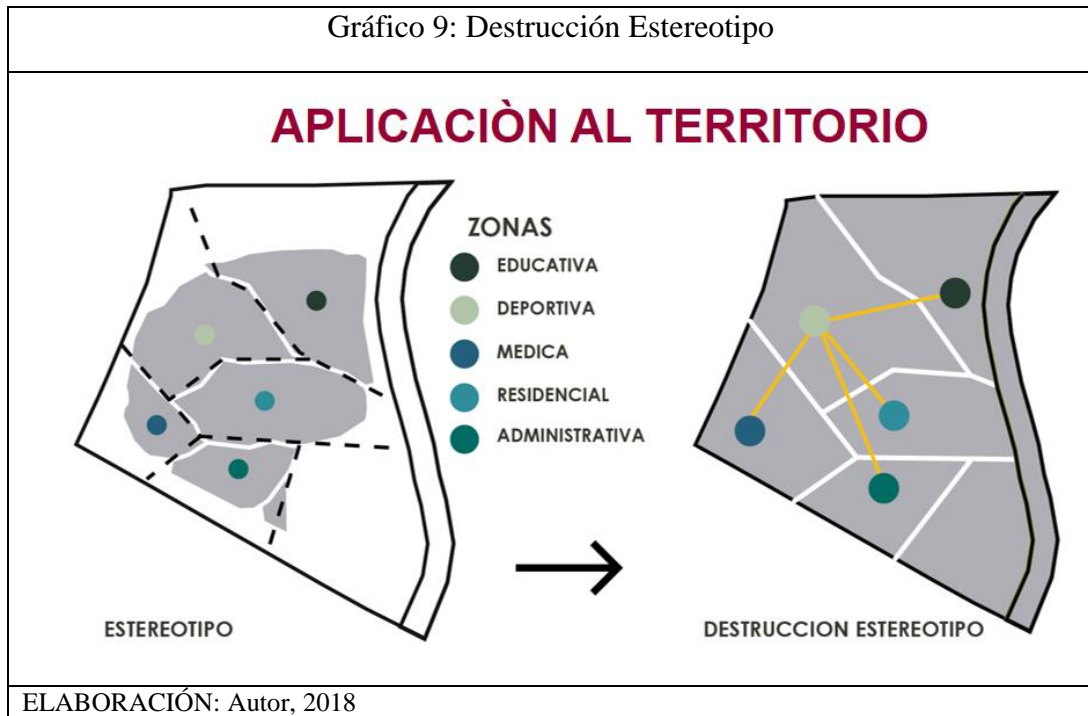 Gráfico 9: Destrucción Estereotipo
APLICACIÒN AL TERRITORIO
ZONAS
EDUCATIVA
DEPORTIVA
MEDICA
RESIDENCIAL
ADMINISTRATIVA
ESTEREOTIPO
DESTRUCCION ESTEREOTIPO
ELABORACIÓN: Autor, 2018